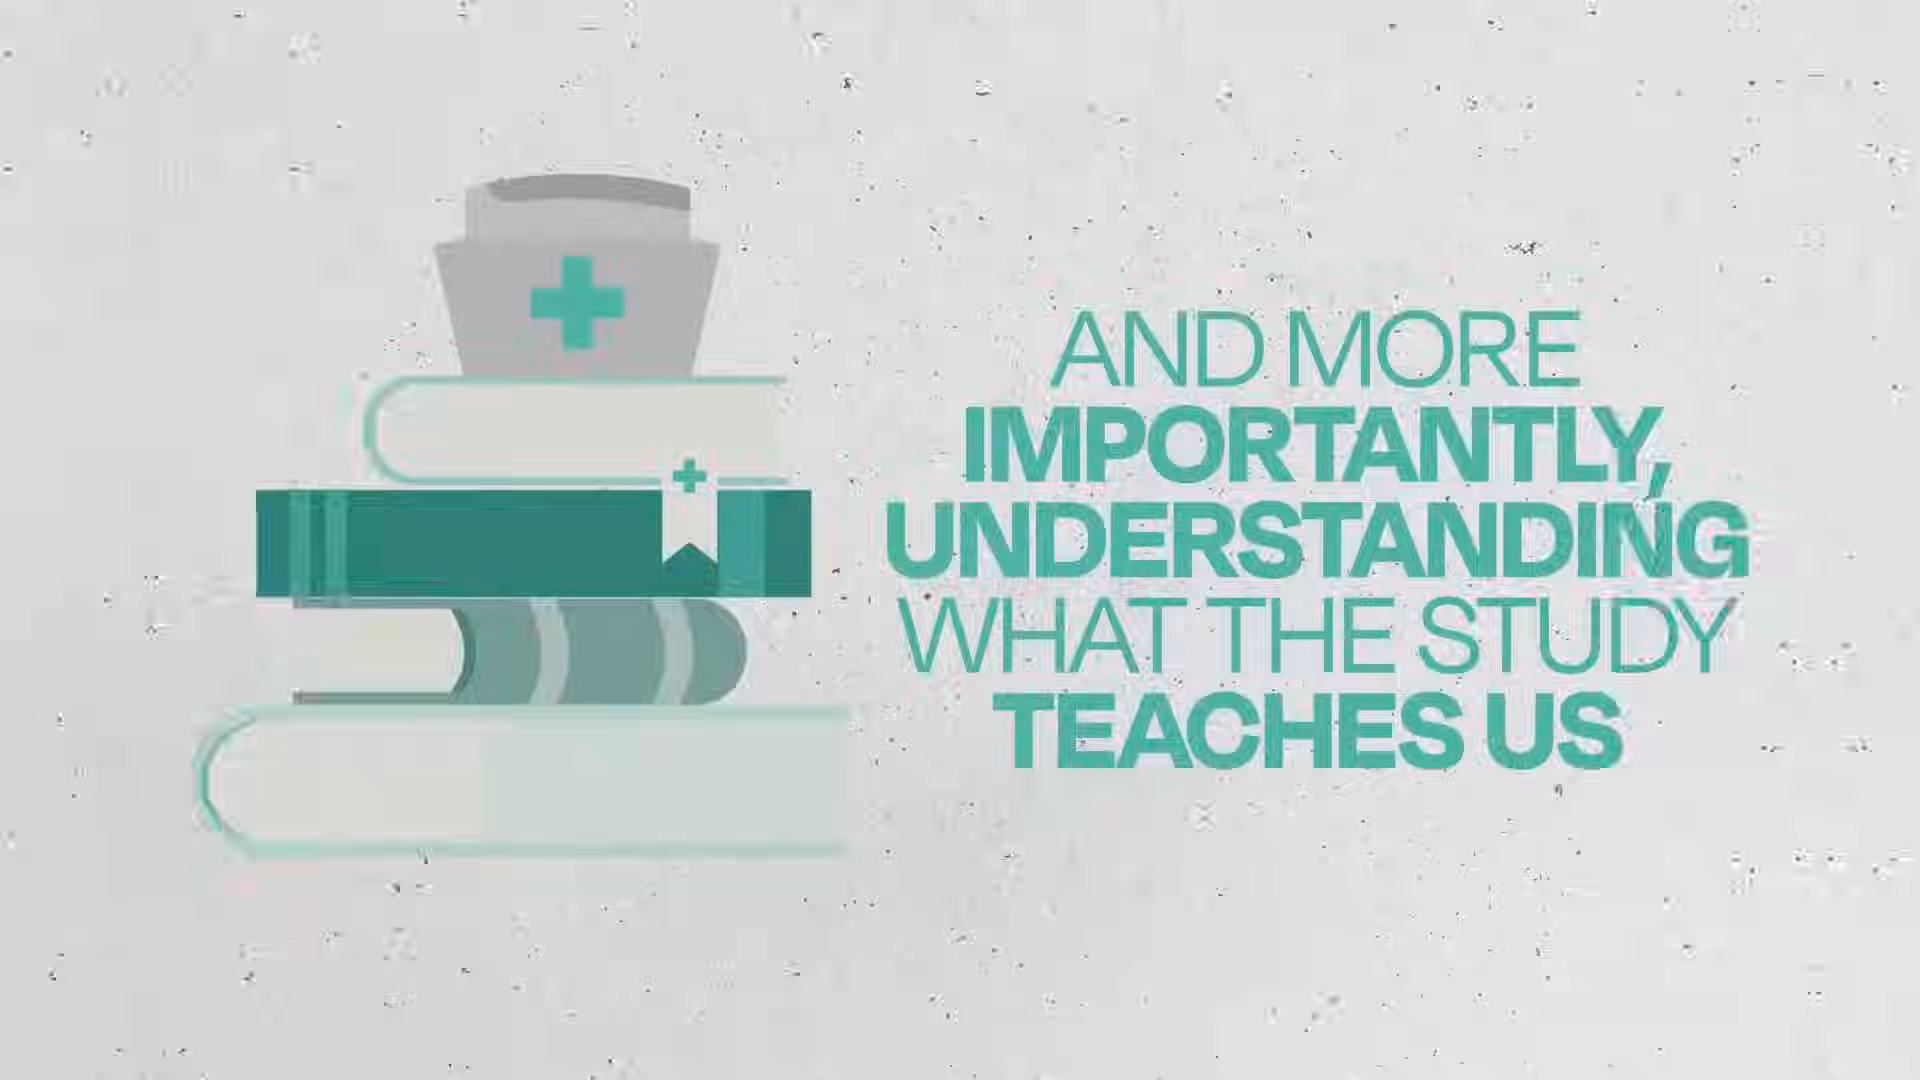 AND MORE
IMPORTANTLY,
UNDERSTANDING
WHAT THE STUDY
TEACHES US